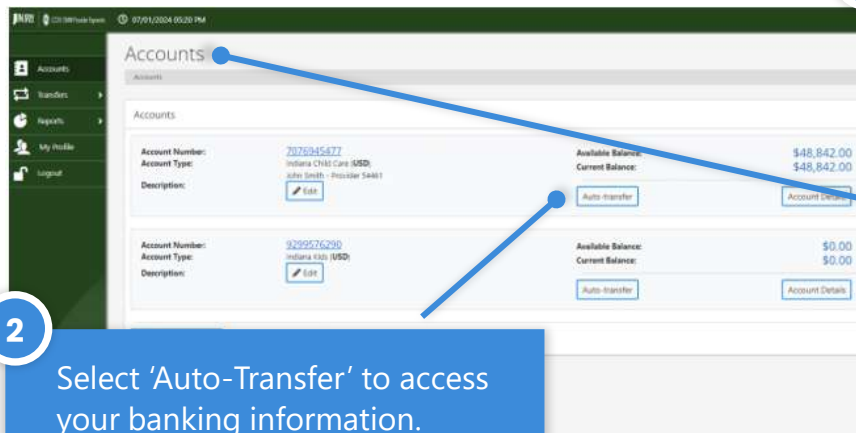 07/01/2024 05:20 PM
Accounts
Transfers
Reports
My Profile
Logout
Accounts
Accounts
Accounts
Account Number: 7076945477 Available Balance: $48,842.00
Account Type: Indiana Child Care (USD) Current Balance: $48,842.00
John Smith - Provider 54461
Description: Edit Auto-transfer Account Details
Account Number: 9299576290 Available Balance: $0.00
Account Type: Indiana Kids (USD) Current Balance: $0.00
Description: Edit Auto-transfer Account Details
2
Select ‘Auto-Transfer’ to access
your banking information.